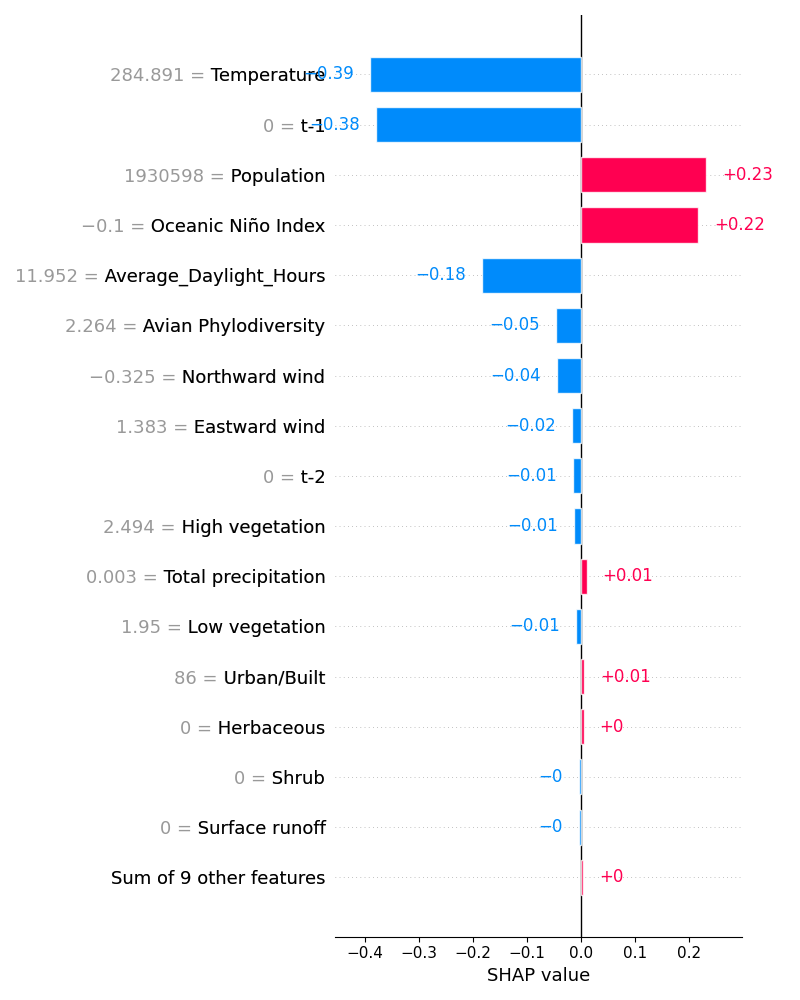 284.891 = Temperature −0.39
0 = t-1 −0.38
1930598 = Population +0.23
−0.1 = Oceanic Niño Index +0.22
11.952 = Average_Daylight_Hours −0.18
2.264 = Avian Phylodiversity −0.05
−0.325 = Northward wind −0.04
1.383 = Eastward wind −0.02
0 = t-2 −0.01
2.494 = High vegetation −0.01
0.003 = Total precipitation +0.01
1.95 = Low vegetation −0.01
86 = Urban/Built +0.01
0 = Herbaceous +0
0 = Shrub −0
0 = Surface runoff −0
Sum of 9 other features +0
−0.4 −0.3 −0.2 −0.1 0.0 0.1 0.2
SHAP value